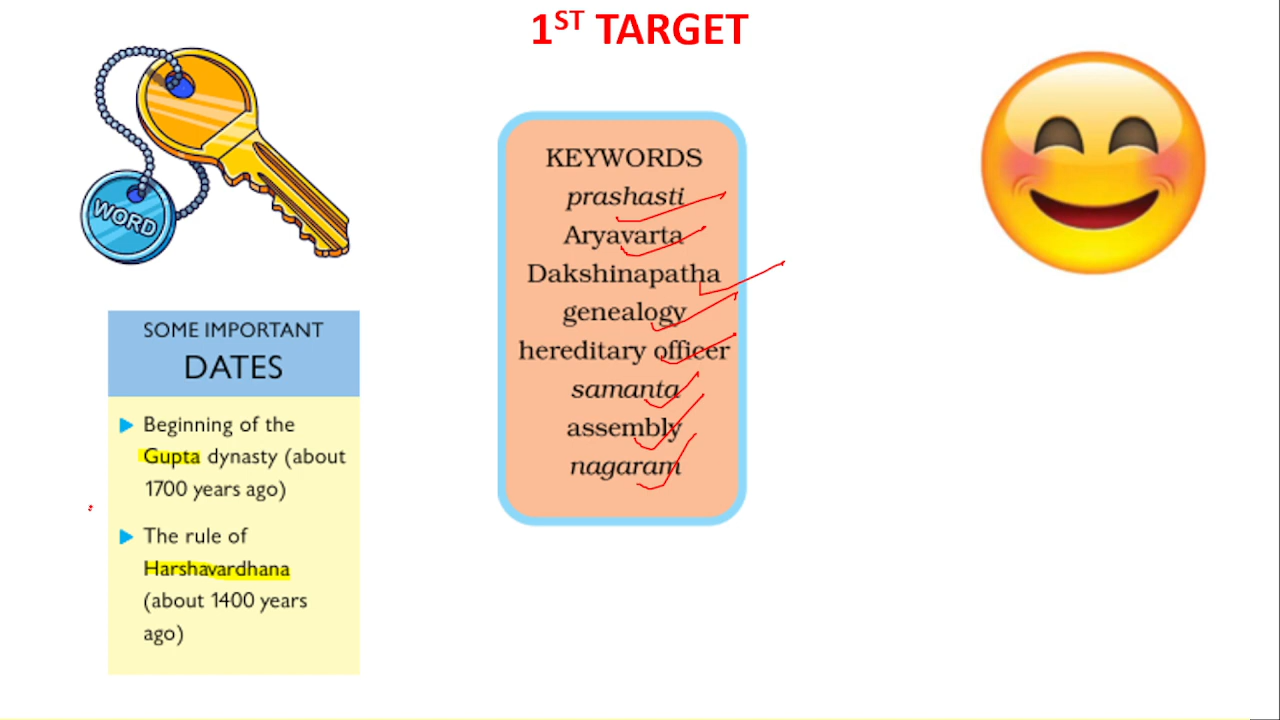 1ST TARGET
WORD
KEYWORDS
prashasti
Aryavarta
Dakshinapatha
genealogy
hereditary officer
samanta
assembly
nagaram
SOME IMPORTANT
DATES
Beginning of the
Gupta dynasty (about
1700 years ago)
The rule of
Harshavardhana
(about 1400 years
ago)